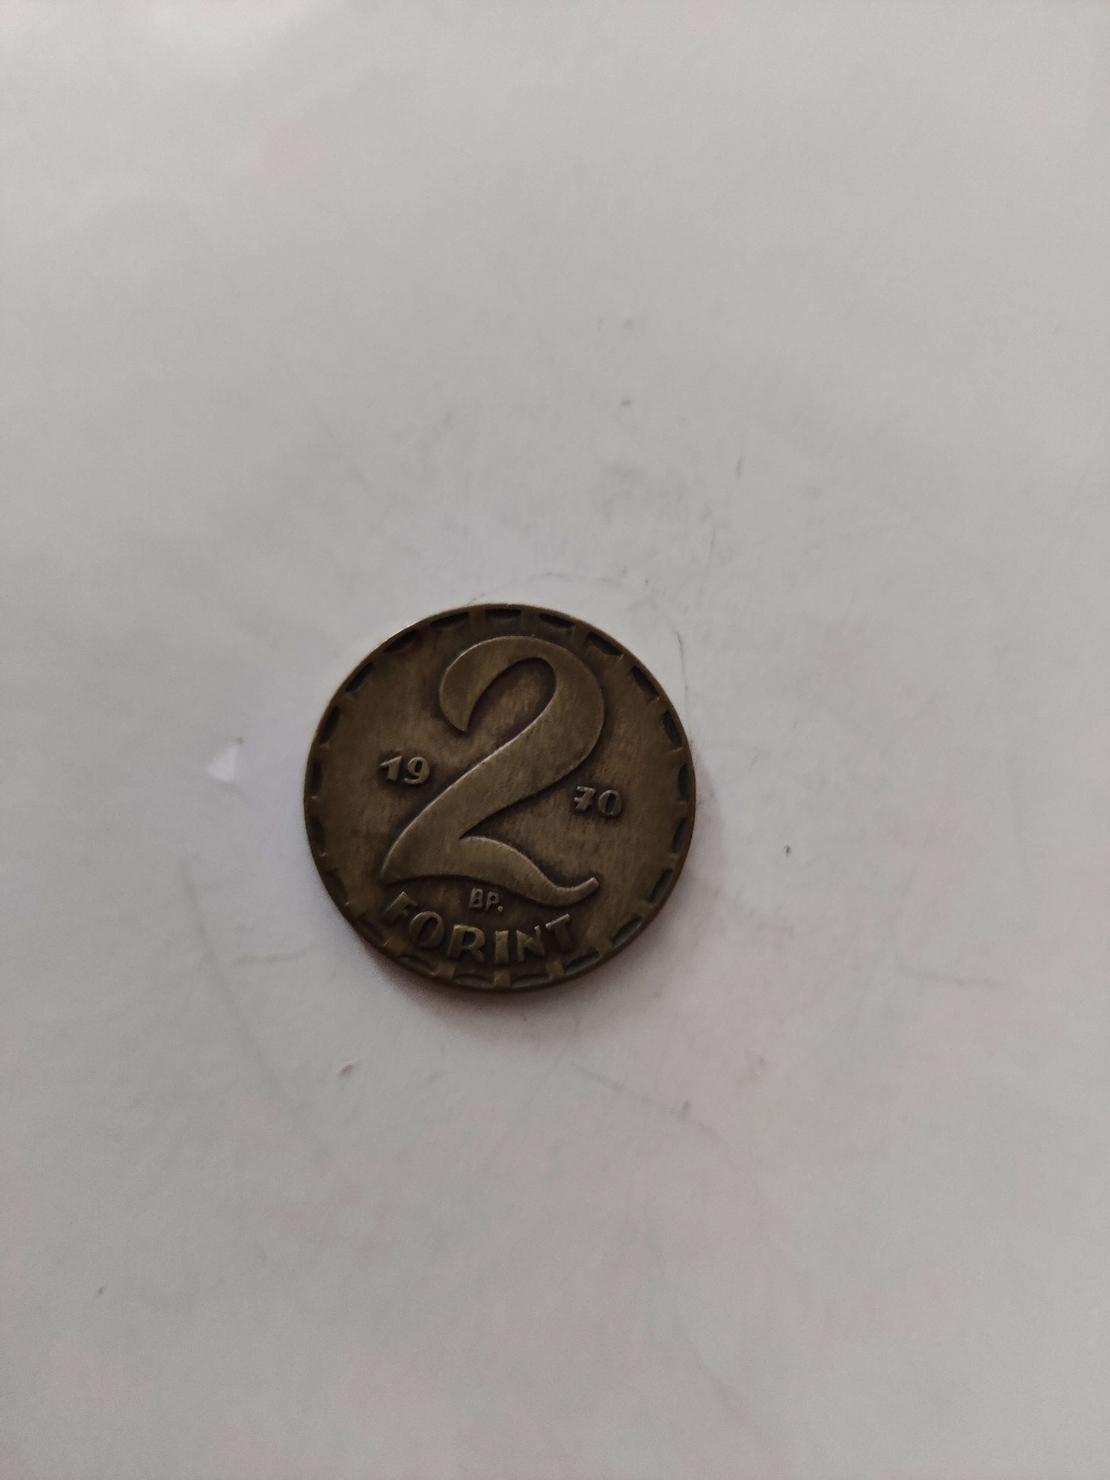 2
19 70
BP.
FORINT